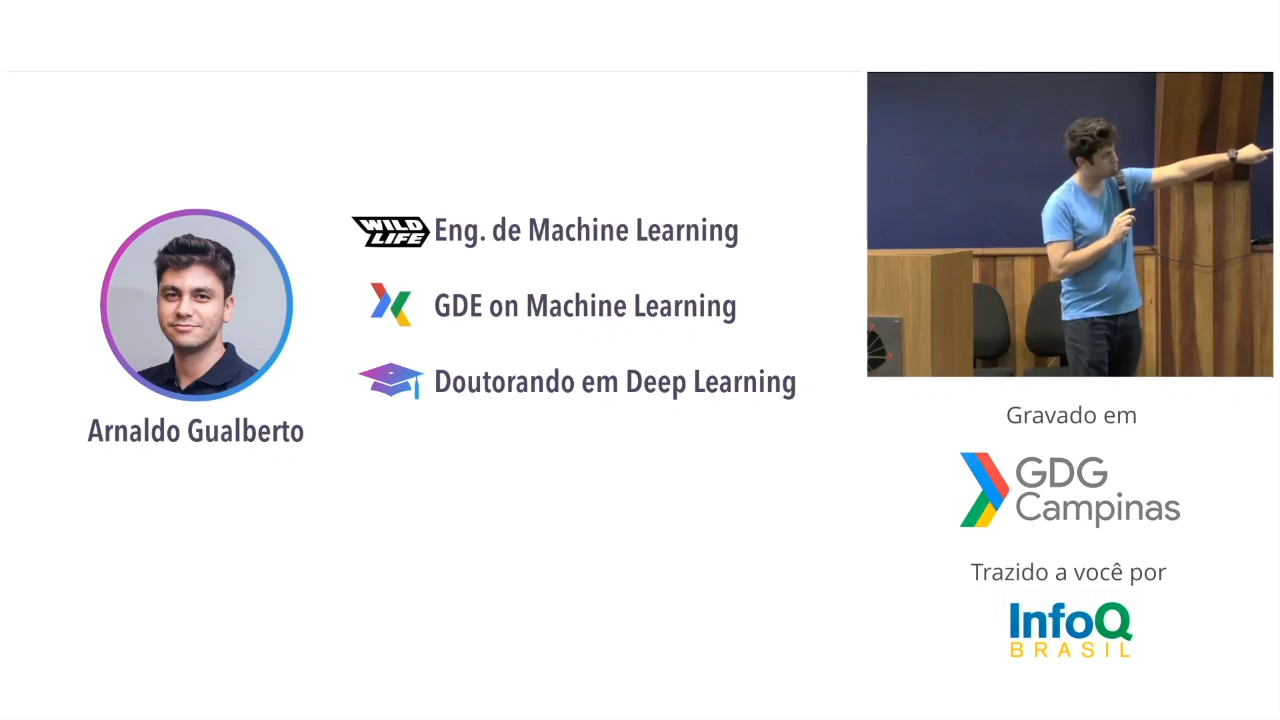 WILD
LIFE
Eng. de Machine Learning
GDE on Machine Learning
Doutorando em Deep Learning
Arnaldo Gualberto
Gravado em
GDG
Campinas
Trazido a você por
InfoQ
BRASIL